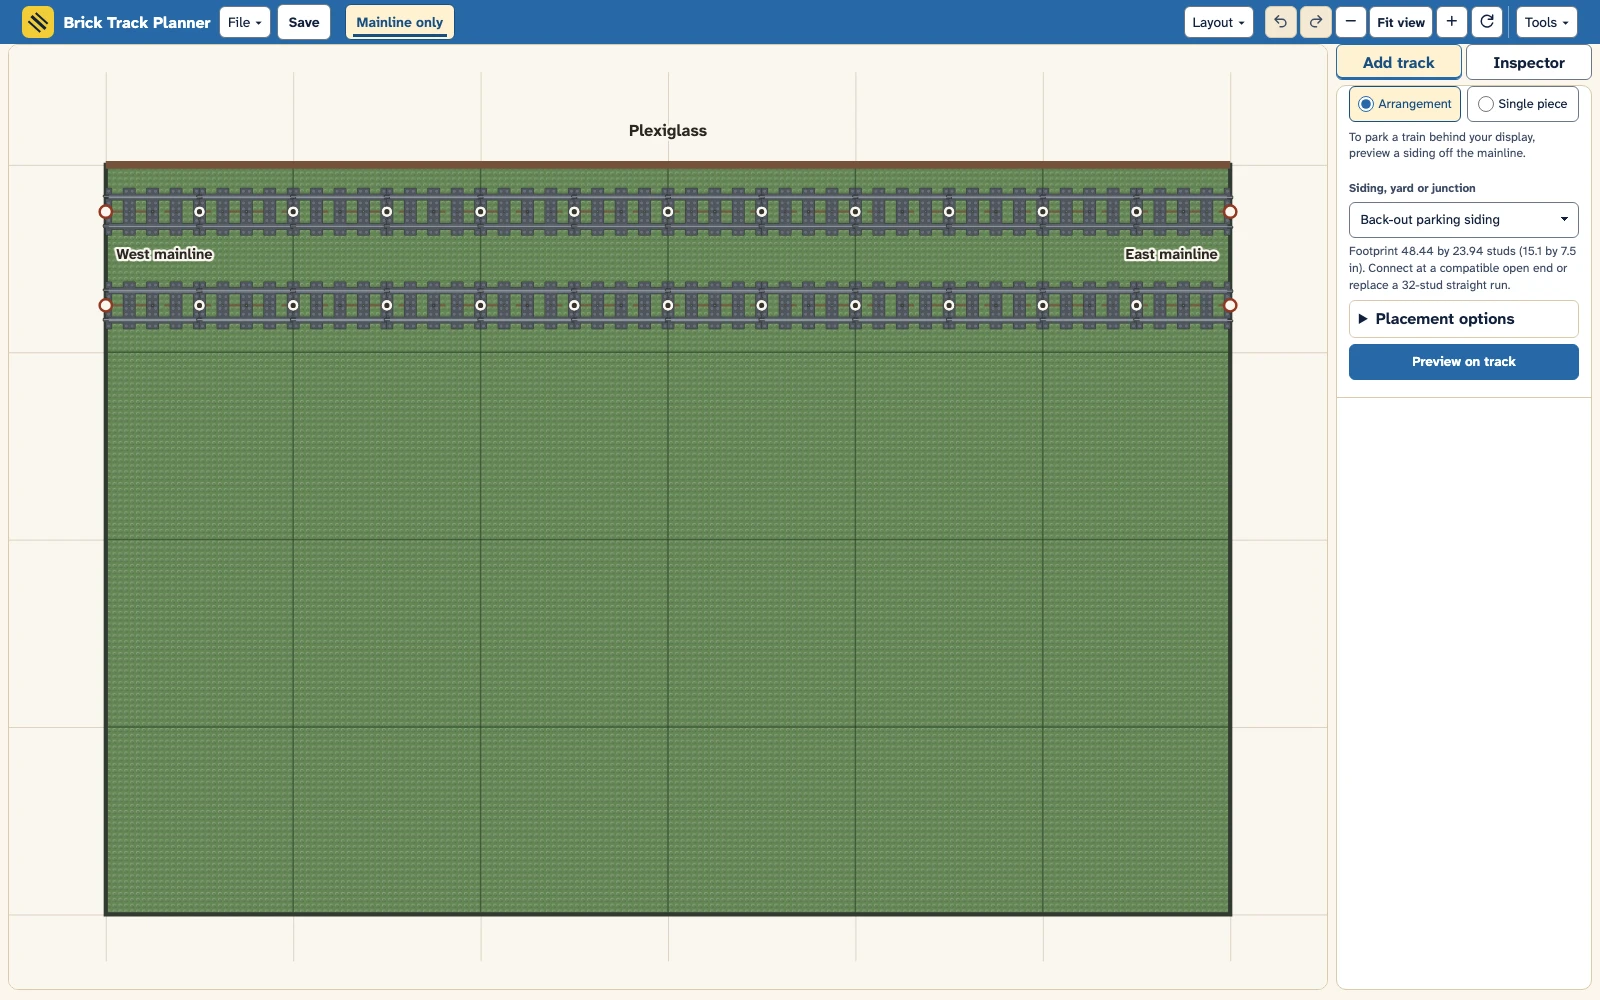 Brick Track Planner
File
Save
Mainline only
Layout
Fit view
Tools
Add track
Inspector
Plexiglass
West mainline
East mainline
Arrangement
Single piece
To park a train behind your display,
preview a siding off the mainline.
Siding, yard or junction
Back-out parking siding
Footprint 48.44 by 23.94 studs (15.1 by 7.5
in). Connect at a compatible open end or
replace a 32-stud straight run.
Placement options
Preview on track